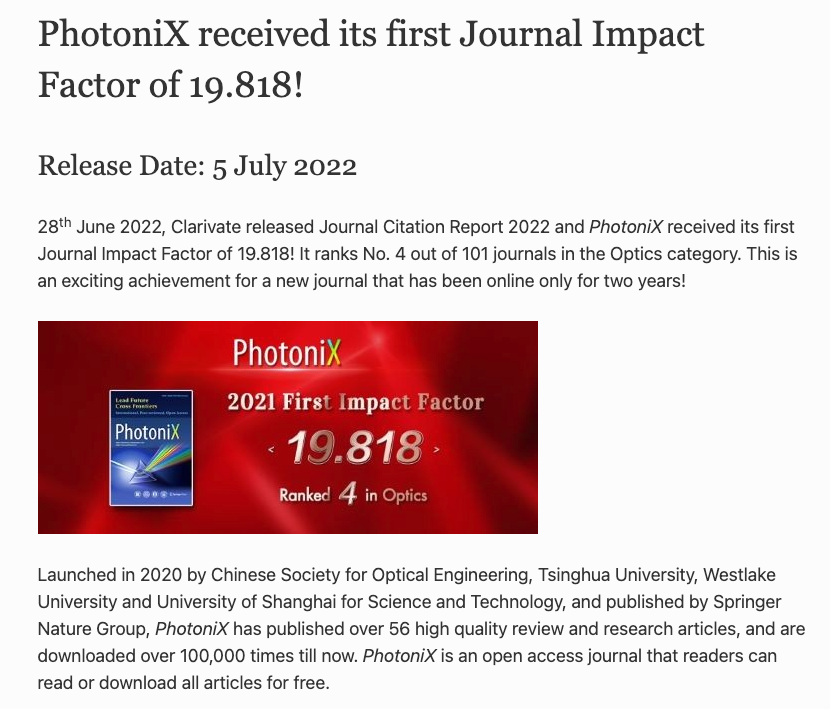 PhotoniX received its first Journal Impact
Factor of 19.818!
Release Date: 5 July 2022
28th June 2022, Clarivate released Journal Citation Report 2022 and PhotoniX received its first
Journal Impact Factor of 19.818! It ranks No. 4 out of 101 journals in the Optics category. This is
an exciting achievement for a new journal that has been online only for two years!
PhotoniX
2021 First Impact Factor
< 19.818 >
Ranked 4 in Optics
Lead Future
Cross Frontiers
PhotoniX
Launched in 2020 by Chinese Society for Optical Engineering, Tsinghua University, Westlake
University and University of Shanghai for Science and Technology, and published by Springer
Nature Group, PhotoniX has published over 56 high quality review and research articles, and are
downloaded over 100,000 times till now. PhotoniX is an open access journal that readers can
read or download all articles for free.